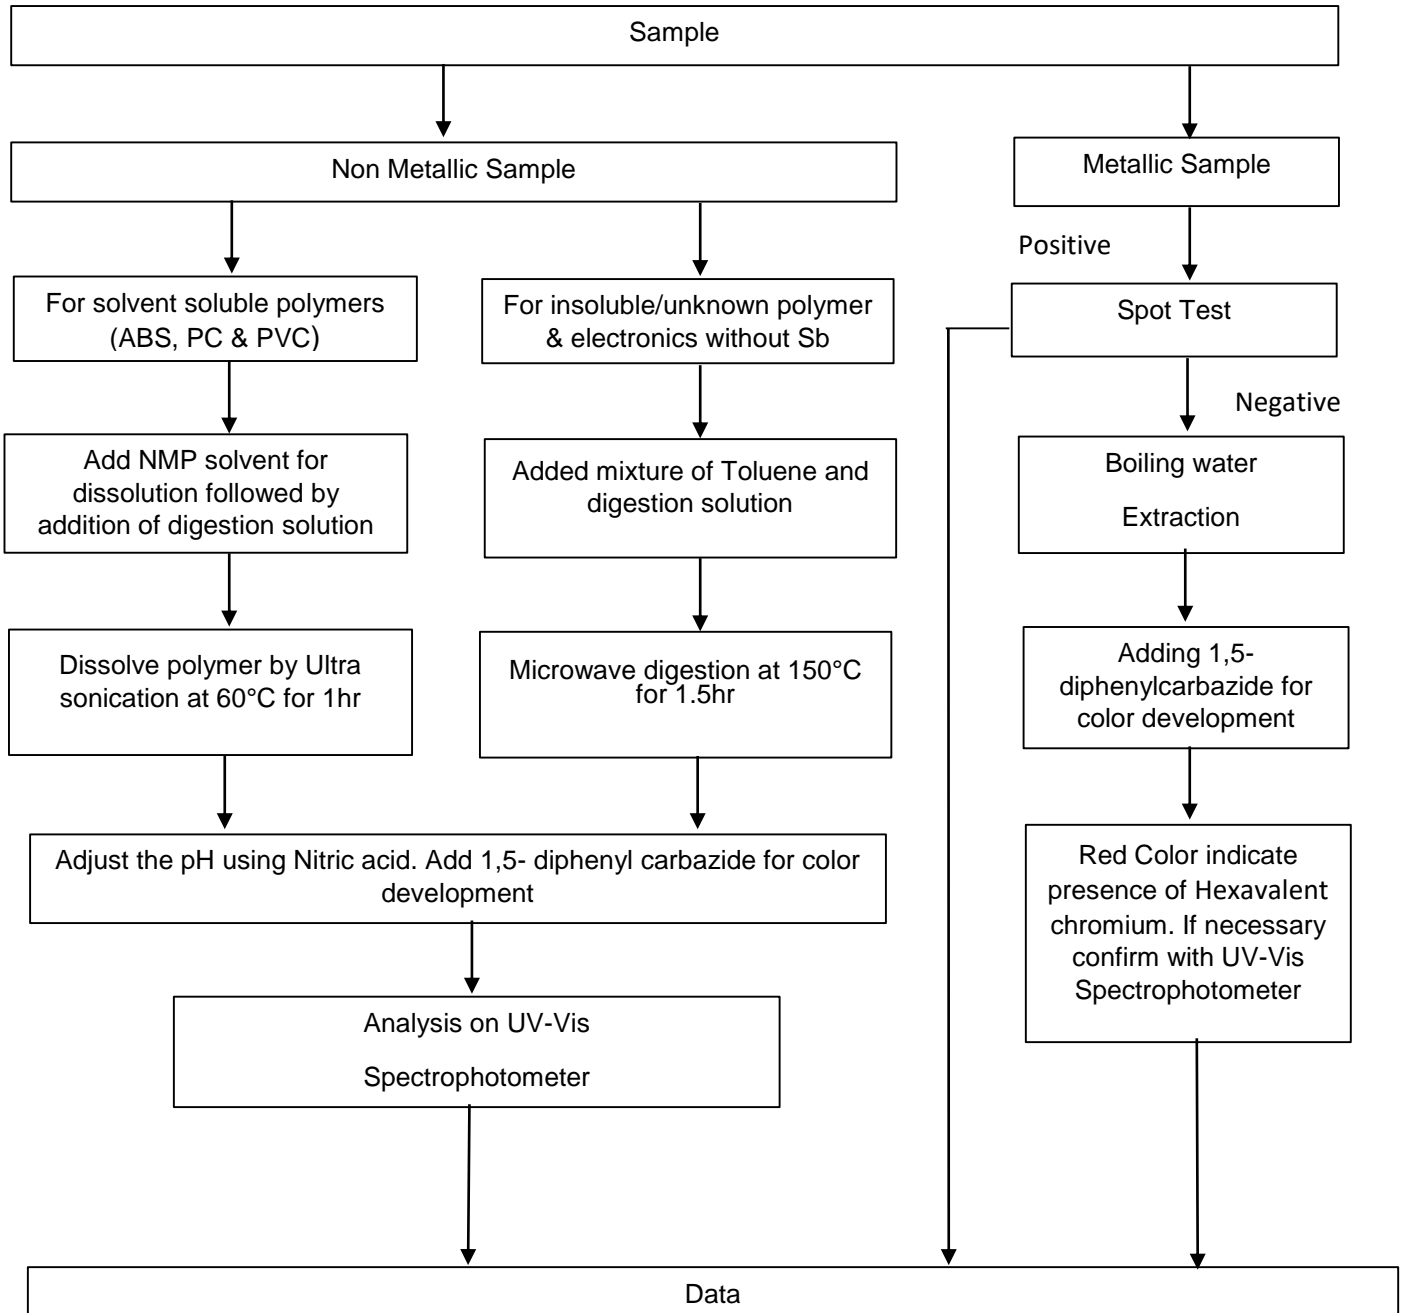 Sample
Non Metallic Sample
Metallic Sample
Positive
For solvent soluble polymers
(ABS, PC & PVC)
For insoluble/unknown polymer
& electronics without Sb
Spot Test
Negative
Add NMP solvent for
dissolution followed by
addition of digestion solution
Added mixture of Toluene and
digestion solution
Boiling water
Extraction
Dissolve polymer by Ultra
sonication at 60°C for 1hr
Microwave digestion at 150°C
for 1.5hr
Adding 1,5-
diphenylcarbazide for
color development
Adjust the pH using Nitric acid. Add 1,5- diphenyl carbazide for color
development
Red Color indicate
presence of Hexavalent
chromium. If necessary
confirm with UV-Vis
Spectrophotometer
Analysis on UV-Vis
Spectrophotometer
Data